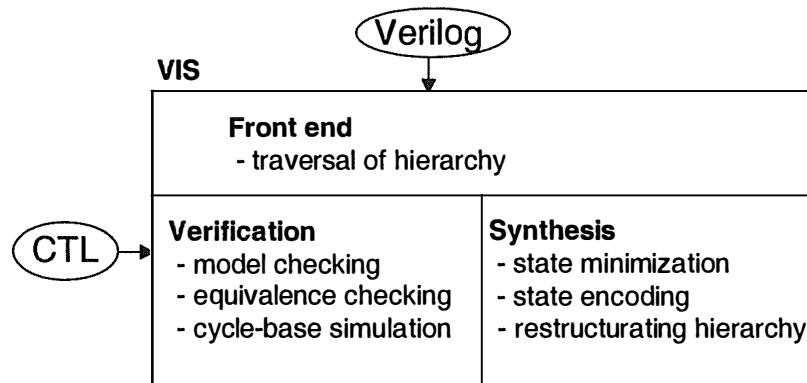 Verilog
VIS
Front end
- traversal of hierarchy
CTL
Verification
- model checking
- equivalence checking
- cycle-base simulation
Synthesis
- state minimization
- state encoding
- restructurating hierarchy